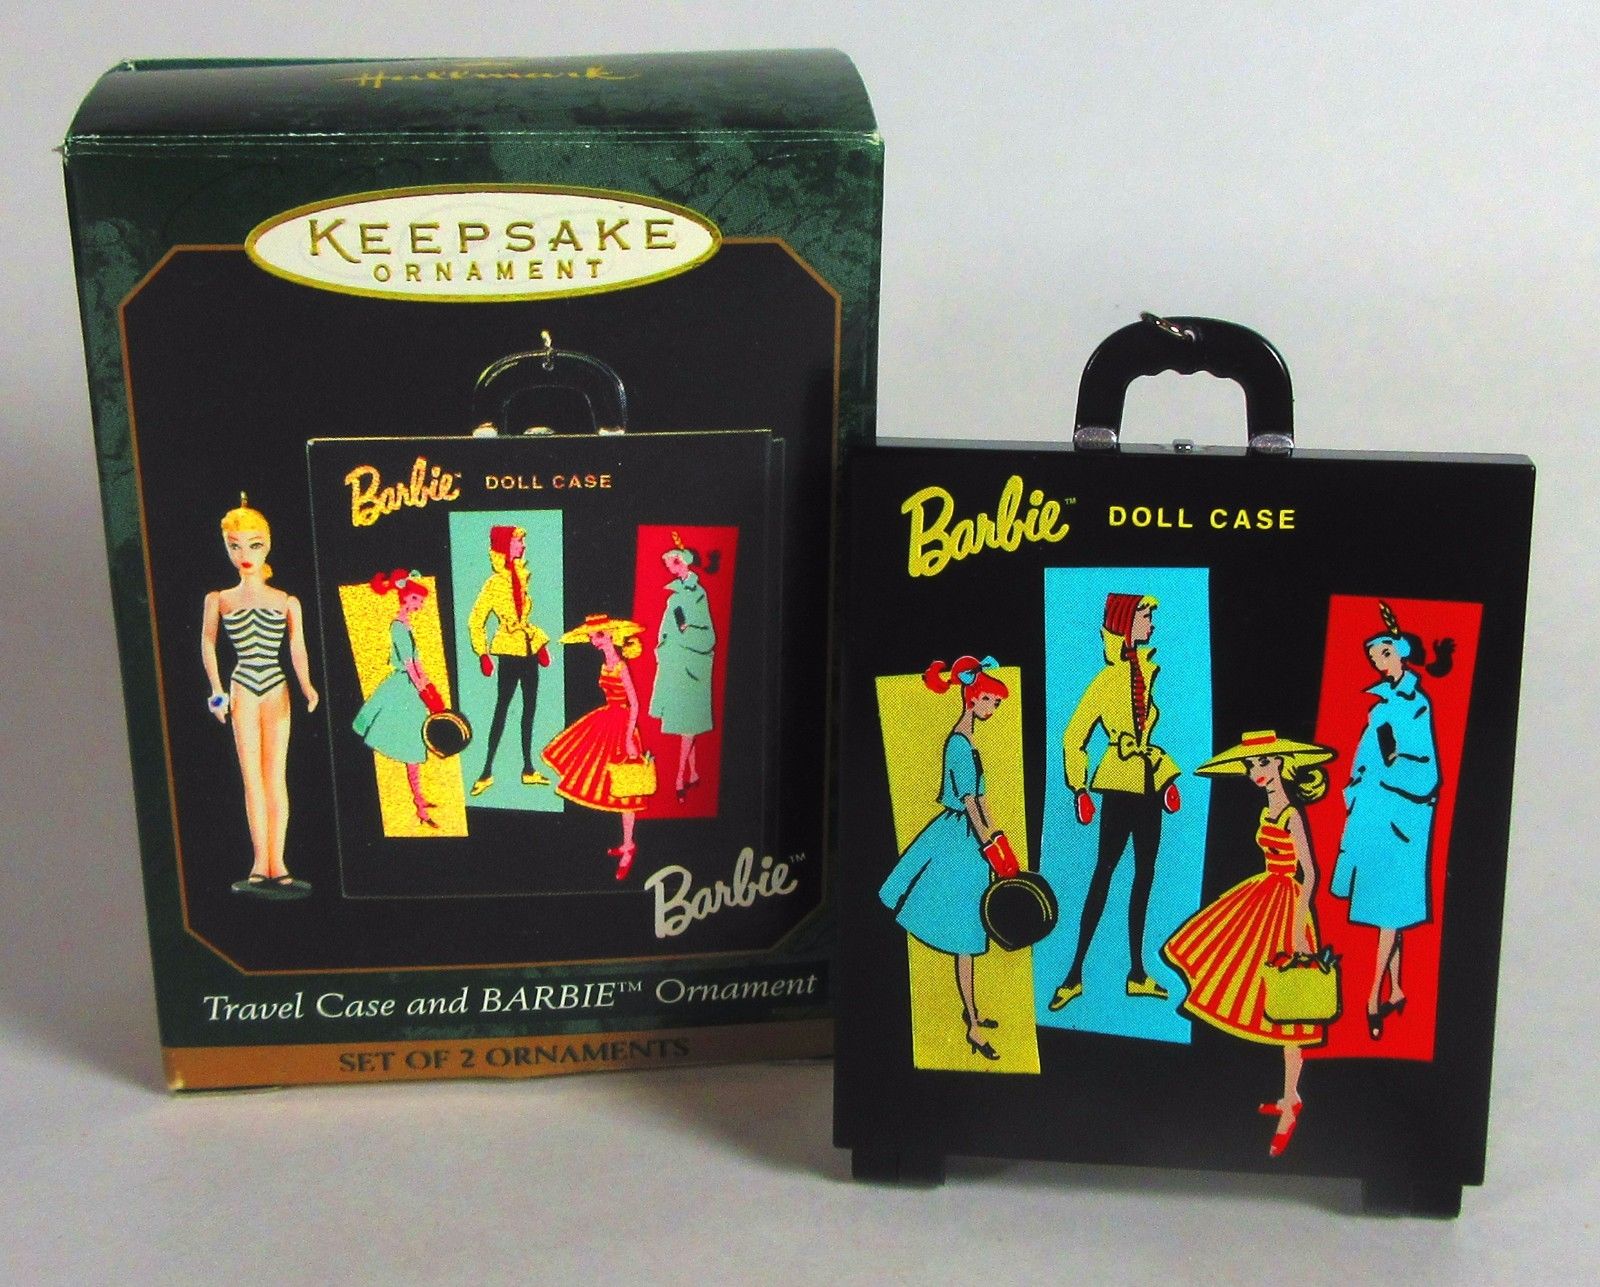 Hallmark
KEEPSAKE
ORNAMENT
Barbie™ DOLL CASE
Barbie™
Travel Case and BARBIE™ Ornament
SET OF 2 ORNAMENTS
Barbie™ DOLL CASE